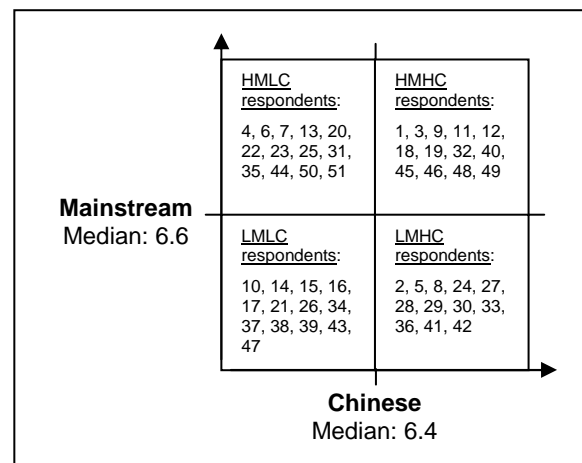 HMLC
respondents:
4, 6, 7, 13, 20,
22, 23, 25, 31,
35, 44, 50, 51
HMHC
respondents:
1, 3, 9, 11, 12,
18, 19, 32, 40,
45, 46, 48, 49
Mainstream
Median: 6.6
LMLC
respondents:
10, 14, 15, 16,
17, 21, 26, 34,
37, 38, 39, 43,
47
LMHC
respondents:
2, 5, 8, 24, 27,
28, 29, 30, 33,
36, 41, 42
Chinese
Median: 6.4